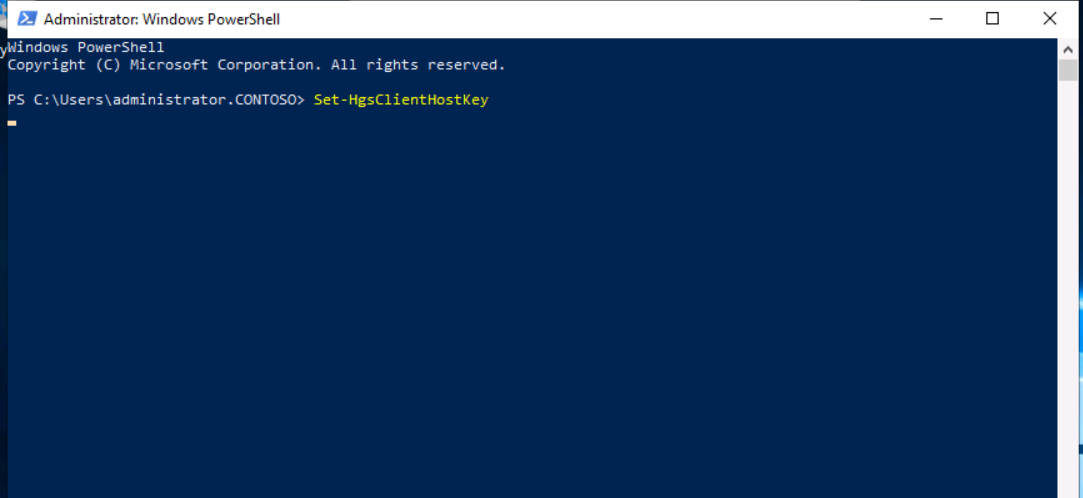 Administrator: Windows PowerShell
Windows PowerShell
Copyright (C) Microsoft Corporation. All rights reserved.
PS C:\Users\administrator.CONTOSO> Set-HgsClientHostKey